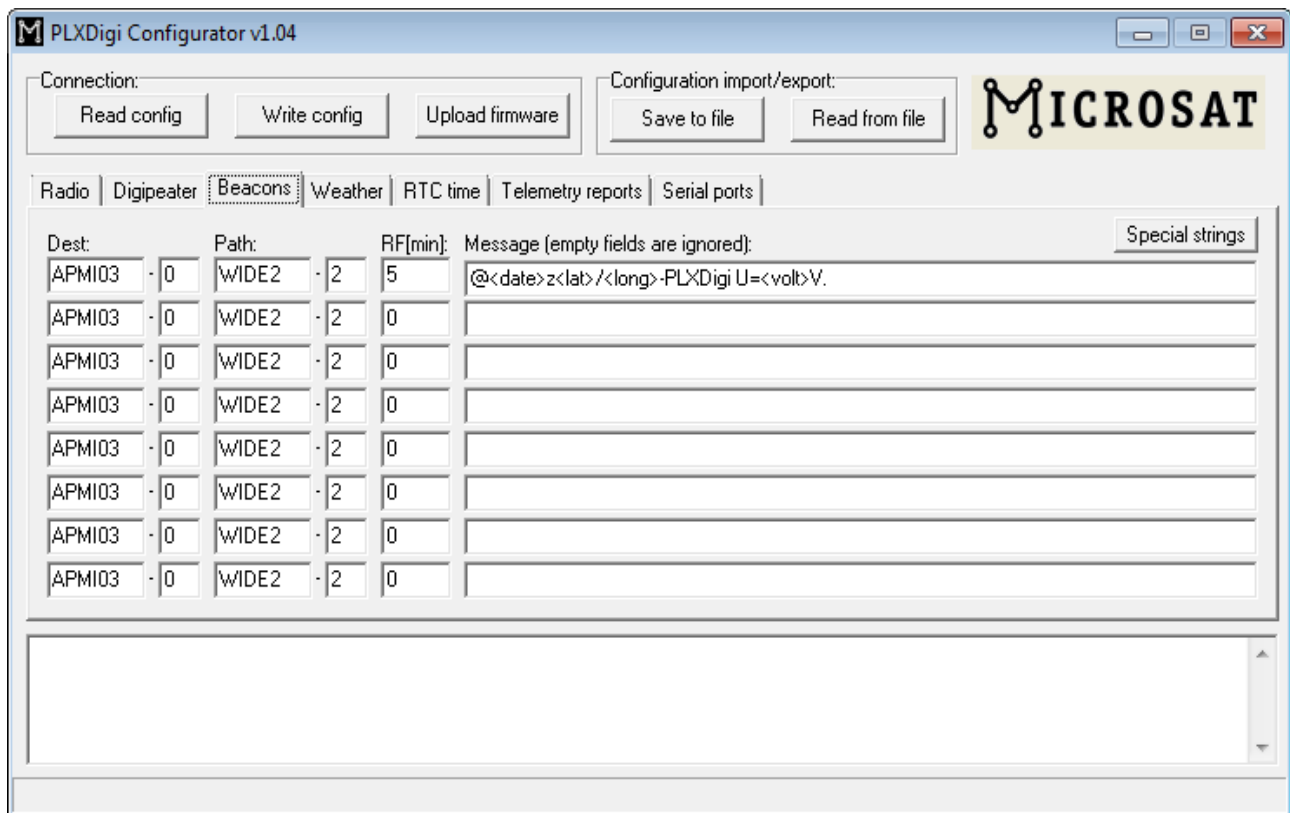 PLXDigi Configurator v1.04
Connection: Configuration import/export:
Read config Write config Upload firmware Save to file Read from file MICROSAT
Radio Digipeater Beacons Weather RTC time Telemetry reports Serial ports
Special strings
Dest: Path: RF[min]: Message (empty fields are ignored):
APMI03 - 0 WIDE2 - 2 5 @<date>z<lat>/<long>-PLXDigi U=<volt>V.
APMI03 - 0 WIDE2 - 2 0
APMI03 - 0 WIDE2 - 2 0
APMI03 - 0 WIDE2 - 2 0
APMI03 - 0 WIDE2 - 2 0
APMI03 - 0 WIDE2 - 2 0
APMI03 - 0 WIDE2 - 2 0
APMI03 - 0 WIDE2 - 2 0